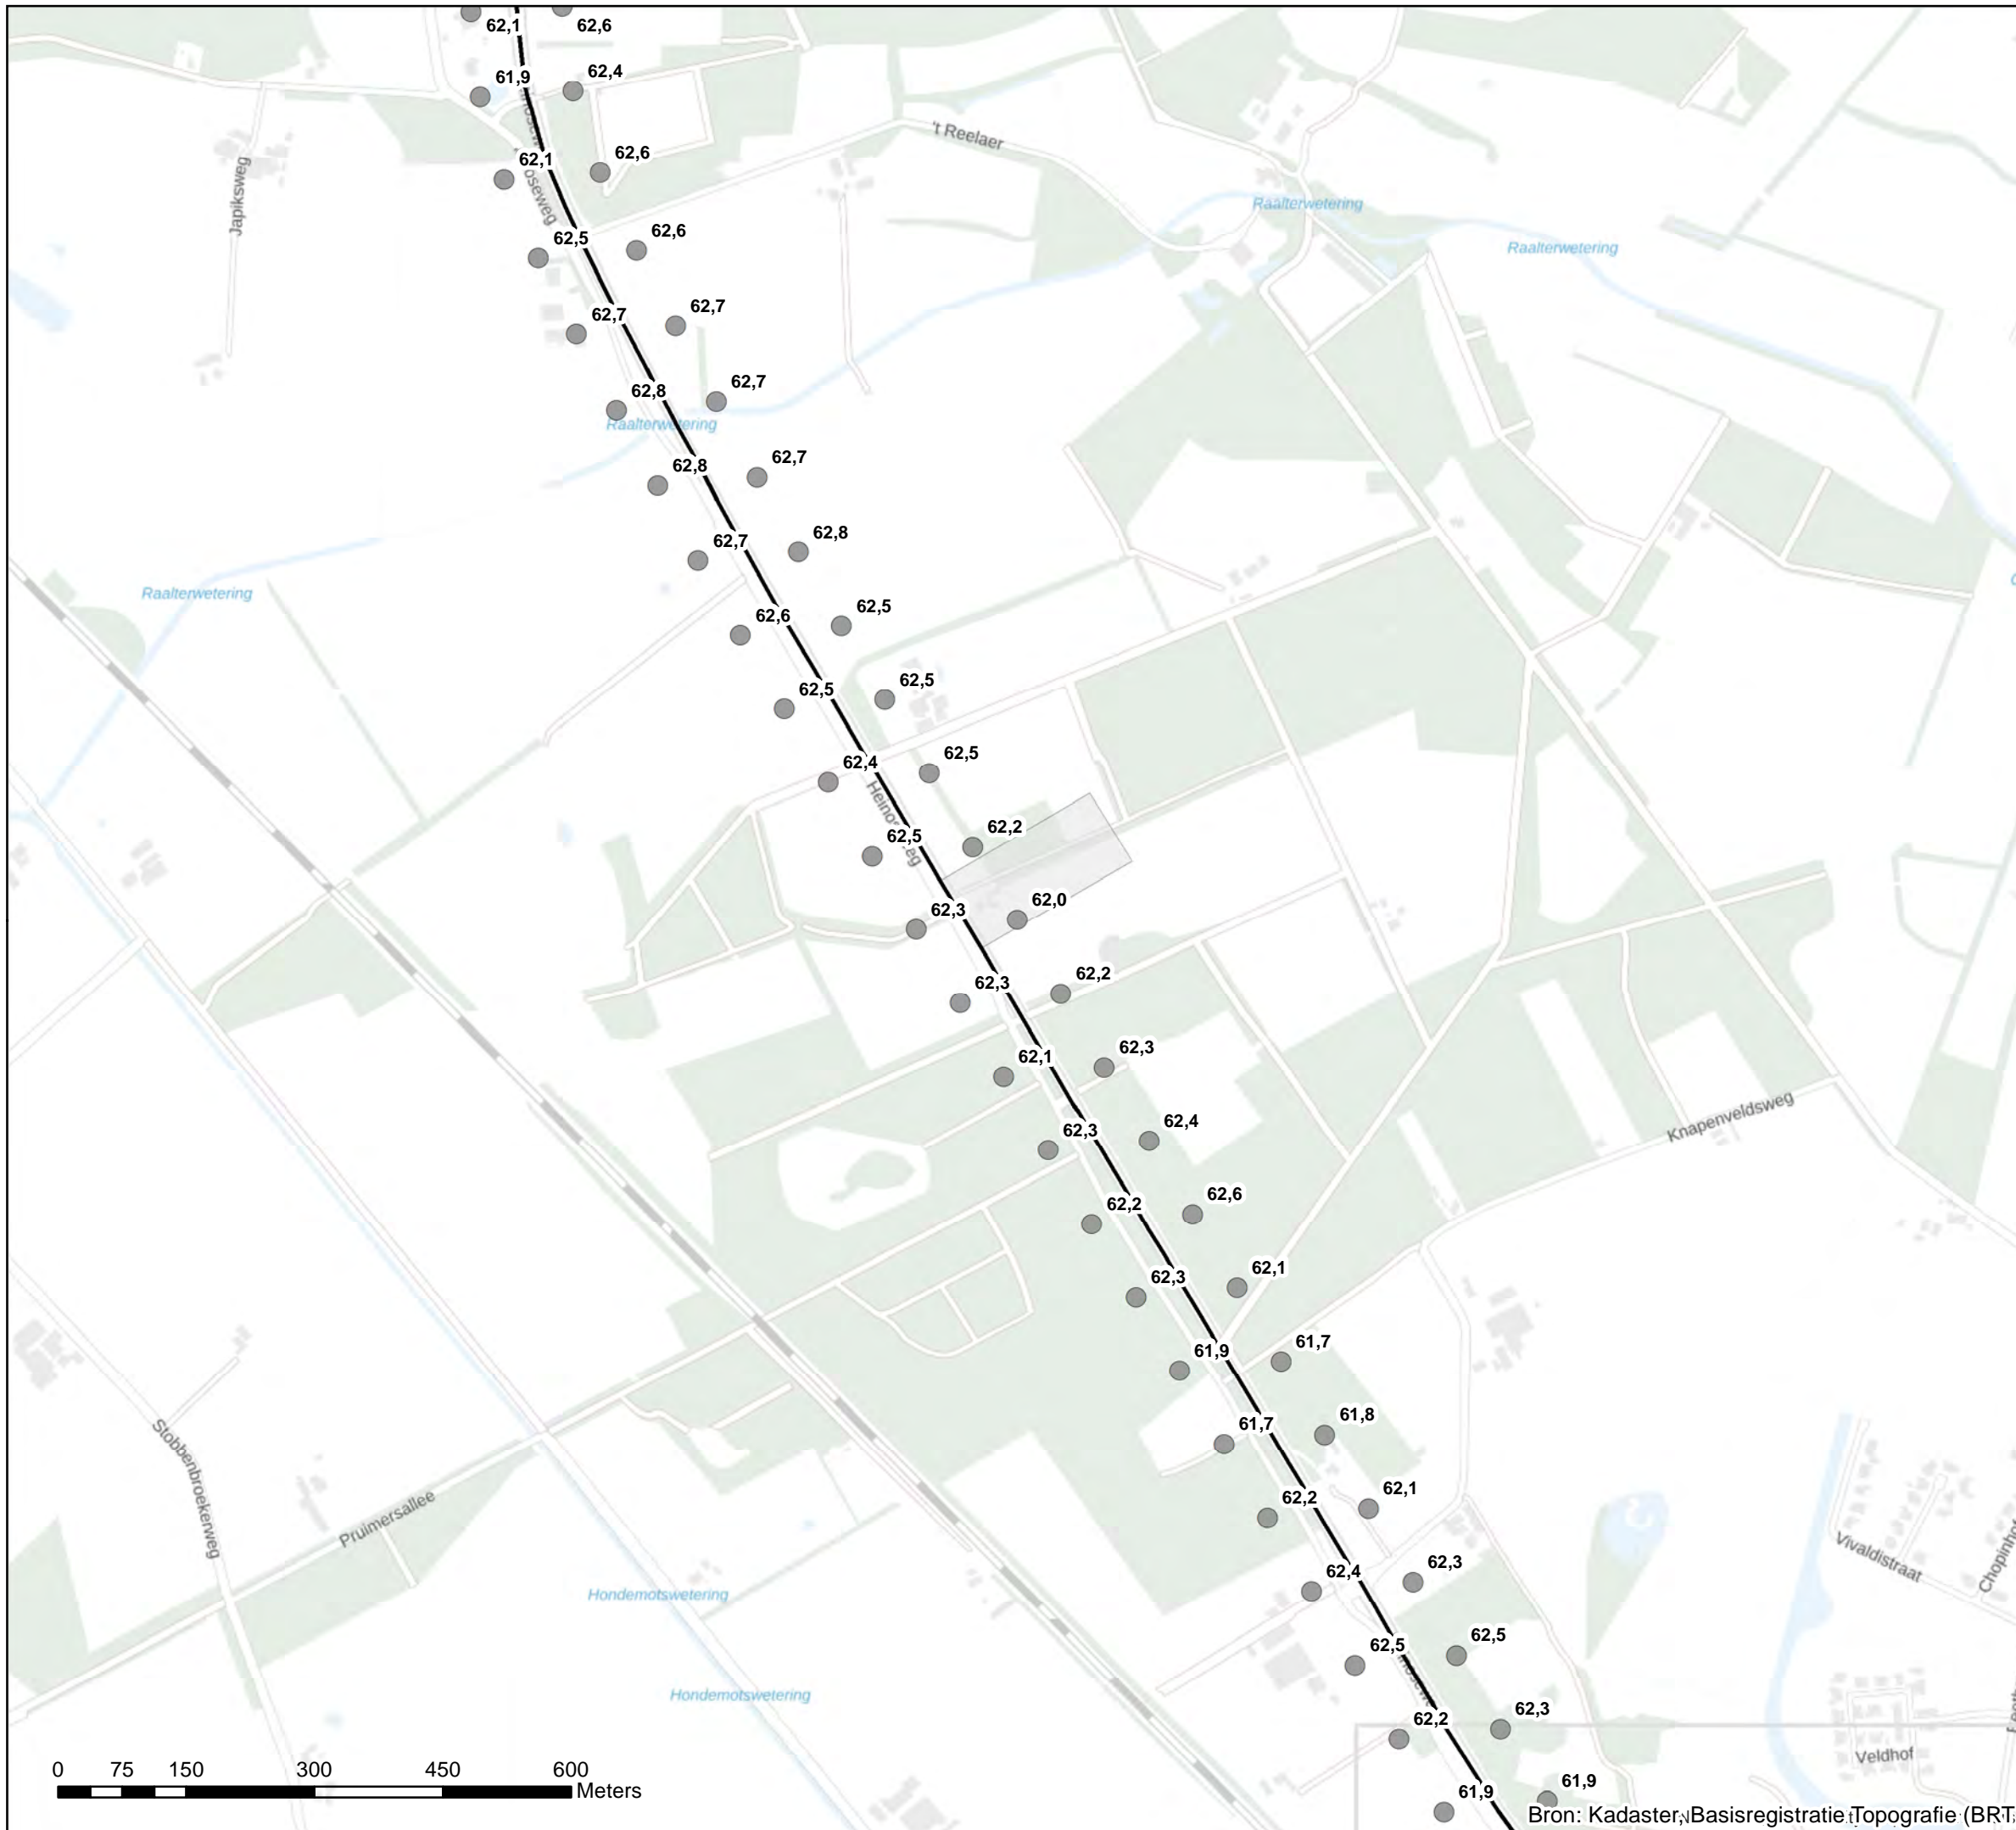 62,1
62,6
61,9
62,4
62,1
62,6
't Reelaer
Japiksweg
Raalterwetering
Raalterwetering
62,5
62,6
62,7
62,7
62,8
62,7
Raalterwetering
62,8
62,7
62,7
62,8
Raalterwetering
62,6
62,5
62,5
62,5
62,4
62,5
62,5
62,2
62,3
62,0
62,3
62,2
62,1
62,3
Knapenveldsweg
62,3
62,4
62,2
62,6
62,3
62,1
61,9
61,7
61,7
61,8
Stobbenbroekerweg
Pruimersallee
62,2
62,1
Vivaldistraat
Chopinhof
62,4
62,3
Hondemotswetering
62,5
62,5
Hondemotswetering
62,2
62,3
Veldhof
61,9
61,9
0 75 150 300 450 600
Meters
Bron: Kadaster, Basisregistratie Topografie (BRT